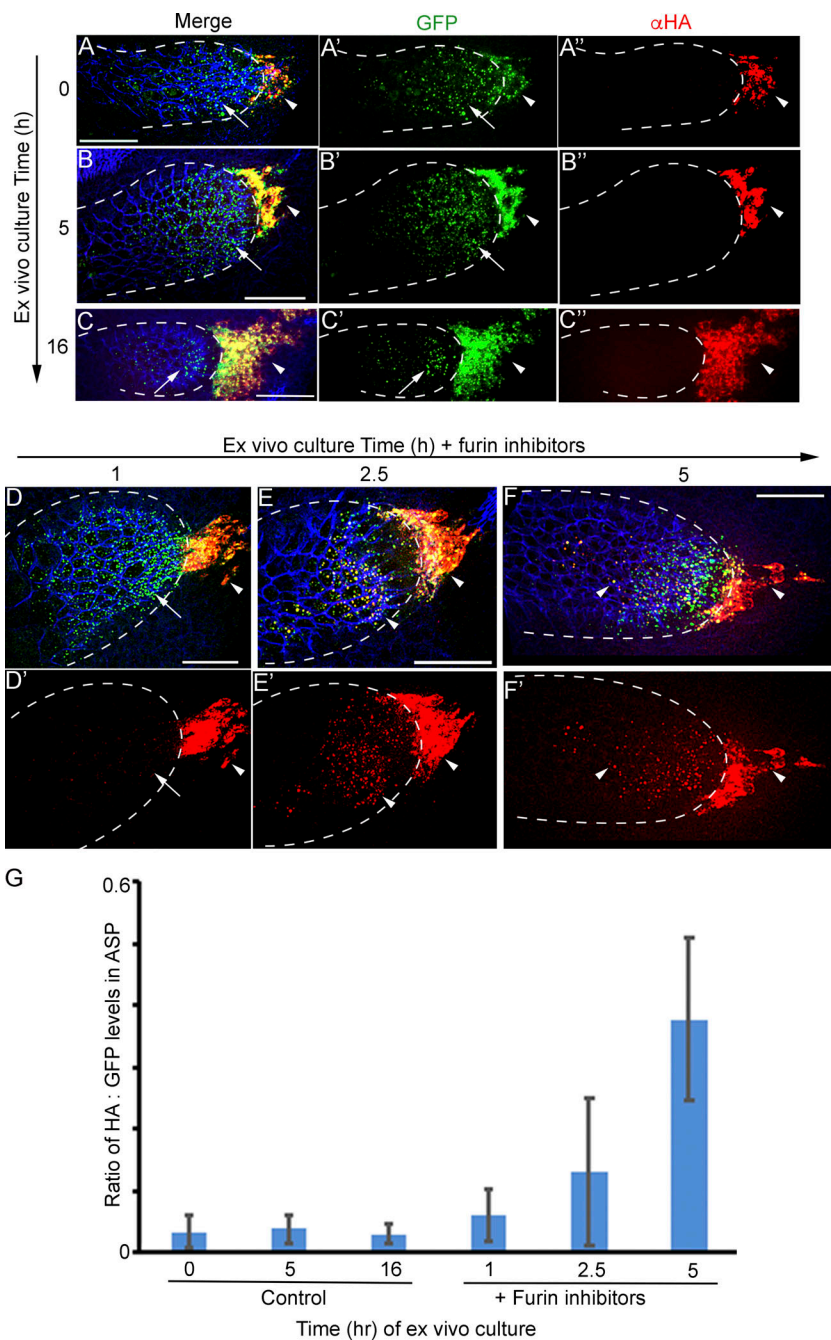 Merge GFP αHA
Ex vivo culture Time (h)
0
A A' A''
5
B B' B''
16
C C' C''
Ex vivo culture Time (h) + furin inhibitors
1 2.5 5
D E F
D' E' F'
G
Ratio of HA : GFP levels in ASP
0.6
0
0 5 16 1 2.5 5
Control + Furin inhibitors
Time (hr) of ex vivo culture